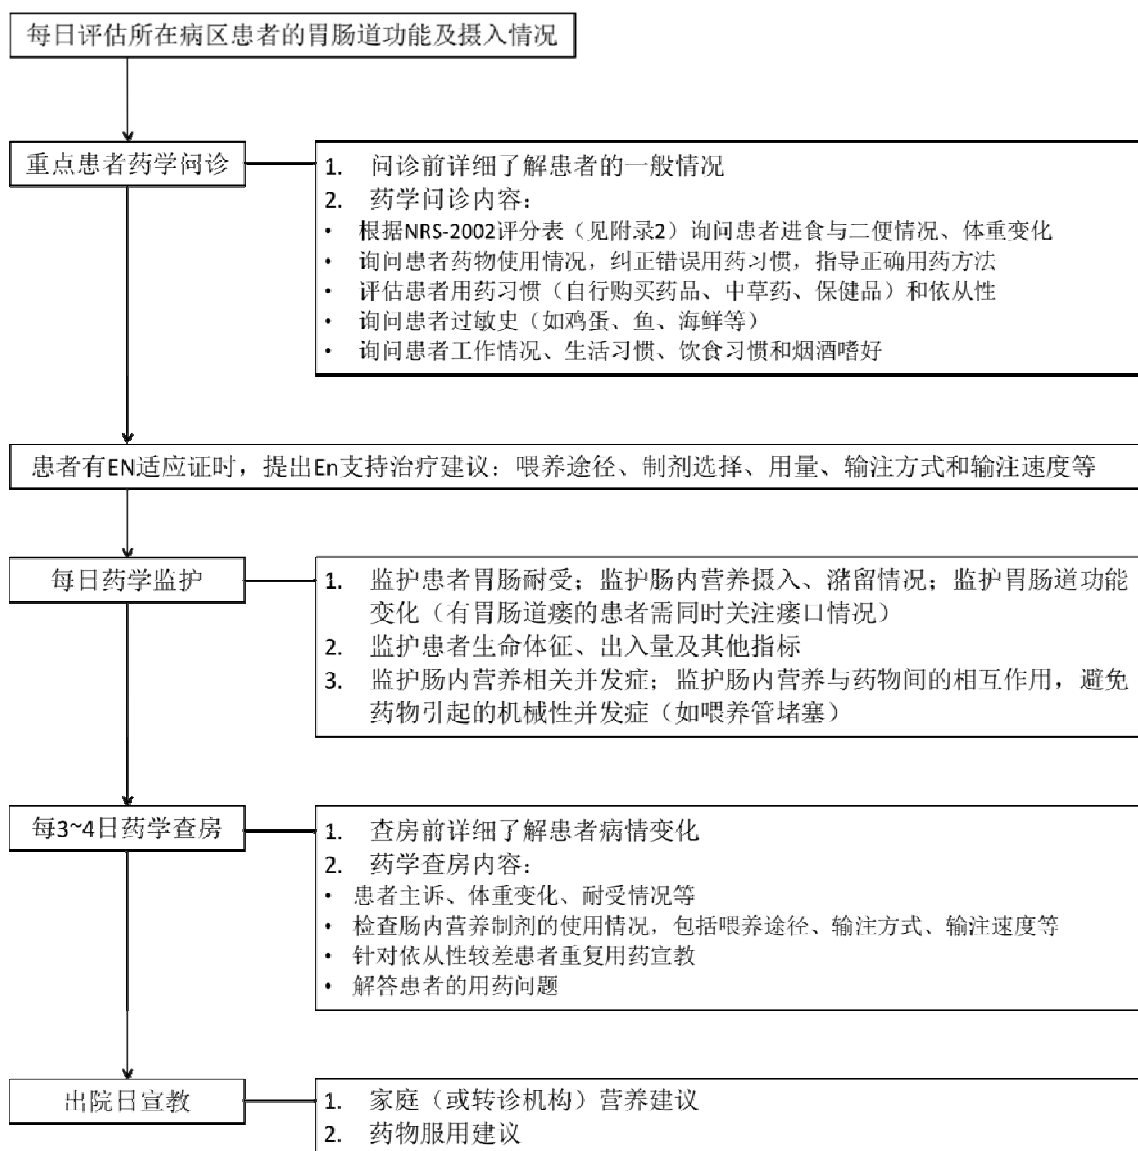 每日评估所在病区患者的胃肠道功能及摄入情况
重点患者药学问诊
1. 问诊前详细了解患者的一般情况
2. 药学问诊内容：
• 根据NRS-2002评分表（见附录2）询问患者进食与二便情况、体重变化
• 询问患者药物使用情况，纠正错误用药习惯，指导正确用药方法
• 评估患者用药习惯（自行购买药品、中草药、保健品）和依从性
• 询问患者过敏史（如鸡蛋、鱼、海鲜等）
• 询问患者工作情况、生活习惯、饮食习惯和烟酒嗜好
患者有EN适应证时，提出En支持治疗建议：喂养途径、制剂选择、用量、输注方式和输注速度等
每日药学监护
1. 监护患者胃肠耐受；监护肠内营养摄入、潴留情况；监护胃肠道功能
变化（有胃肠道瘘的患者需同时关注瘘口情况）
2. 监护患者生命体征、出入量及其他指标
3. 监护肠内营养相关并发症；监护肠内营养与药物间的相互作用，避免
药物引起的机械性并发症（如喂养管堵塞）
每3~4日药学查房
1. 查房前详细了解患者病情变化
2. 药学查房内容：
• 患者主诉、体重变化、耐受情况等
• 检查肠内营养制剂的使用情况，包括喂养途径、输注方式、输注速度等
• 针对依从性较差患者重复用药宣教
• 解答患者的用药问题
出院日宣教
1. 家庭（或转诊机构）营养建议
2. 药物服用建议